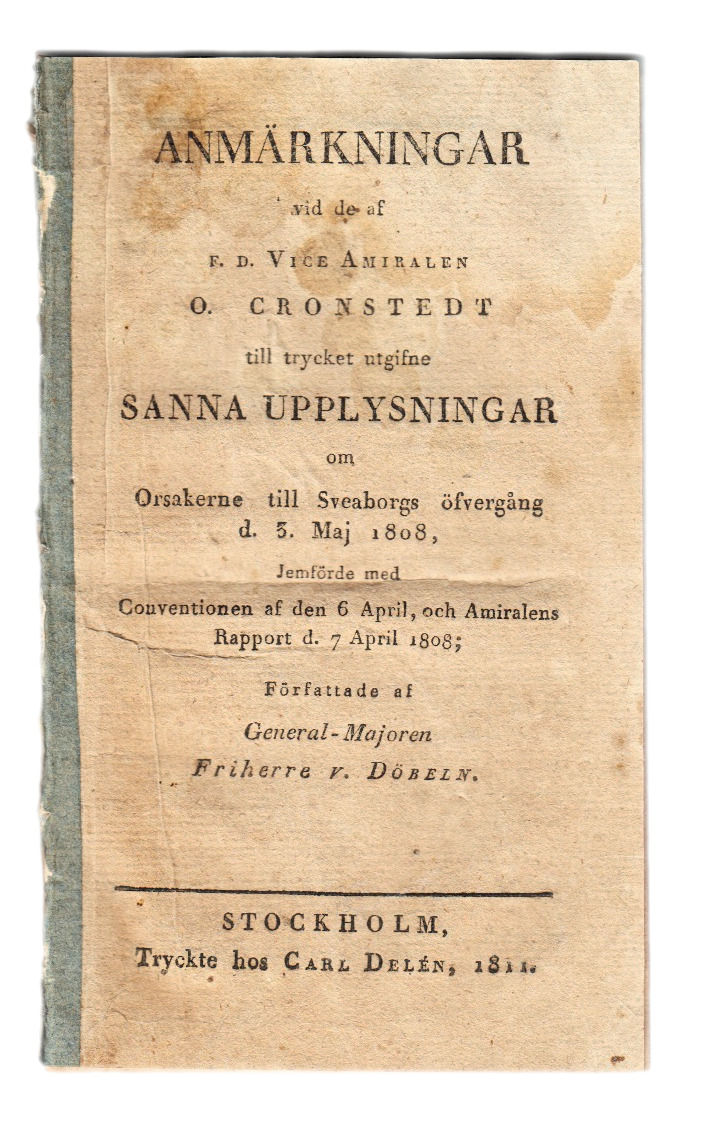 ANMÄRKNINGAR
vid de af
F. D. VICE AMIRALEN
O. CRONSTEDT
till trycket utgifne
SANNA UPPLYSNINGAR
om
Orsakerne till Sveaborgs öfvergång
d. 3. Maj 1808,
Jemförde med
Conventionen af den 6 April, och Amiralens
Rapport d. 7 April 1808;
Författade af
General-Majoren
Friherre v. DÖBELN.
STOCKHOLM,
Tryckte hos CARL DELÉN, 1811.